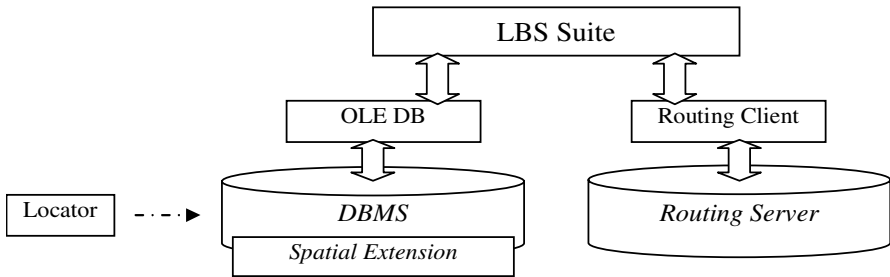 LBS Suite
OLE DB
Routing Client
Locator
DBMS
Routing Server
Spatial Extension